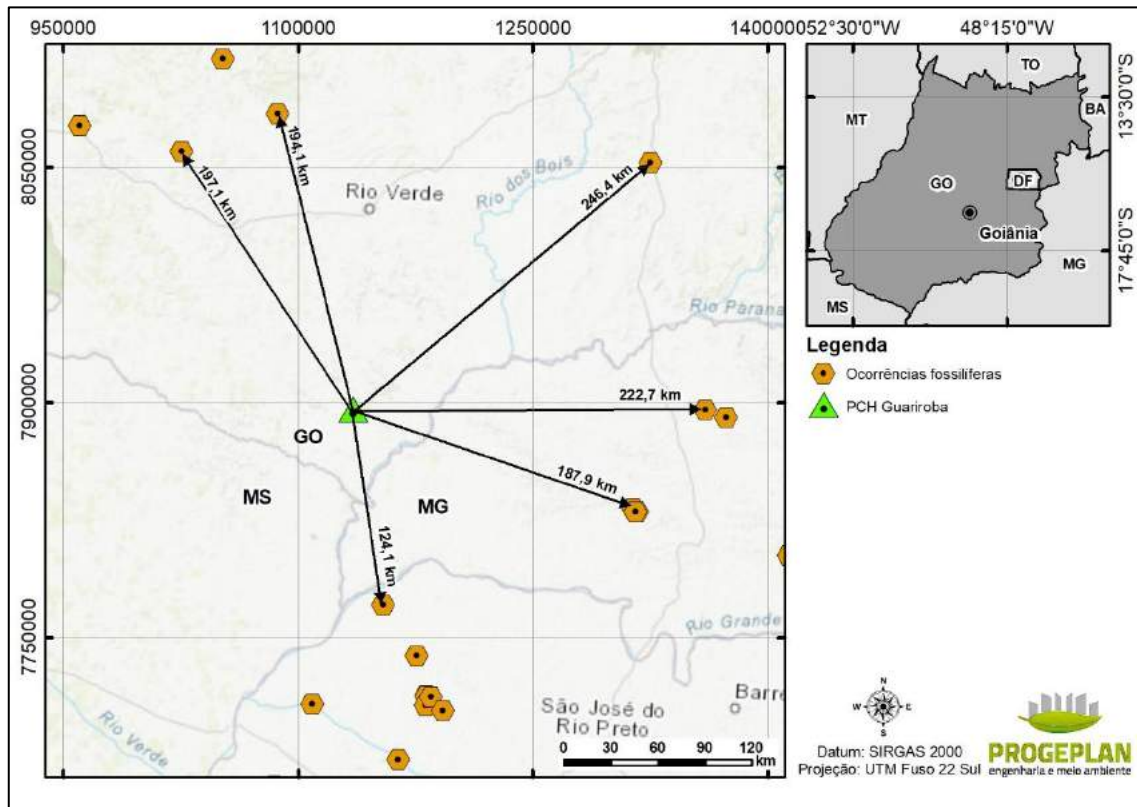 9500000
1100000
1250000
1400000
52°30'0"W
48°15'0"W
8050000
7900000
7750000
13°30'0"S
17°45'0"S
194,1 km
197,1 km
246,4 km
222,7 km
187,9 km
124,1 km
Rio Verde
Rio dos Bois
Rio Parana
GO
MS
MG
Rio Grande
Rio Verde
São José do
Rio Preto
Barre
0 30 60 90 120
km
TO
MT
BA
GO
DF
Goiânia
MG
MS
Legenda
Ocorrências fossilíferas
PCH Guariroba
N
W
E
S
Datum: SIRGAS 2000
Projeção: UTM Fuso 22 Sul
PROGEPLAN
engenharia e meio ambiente